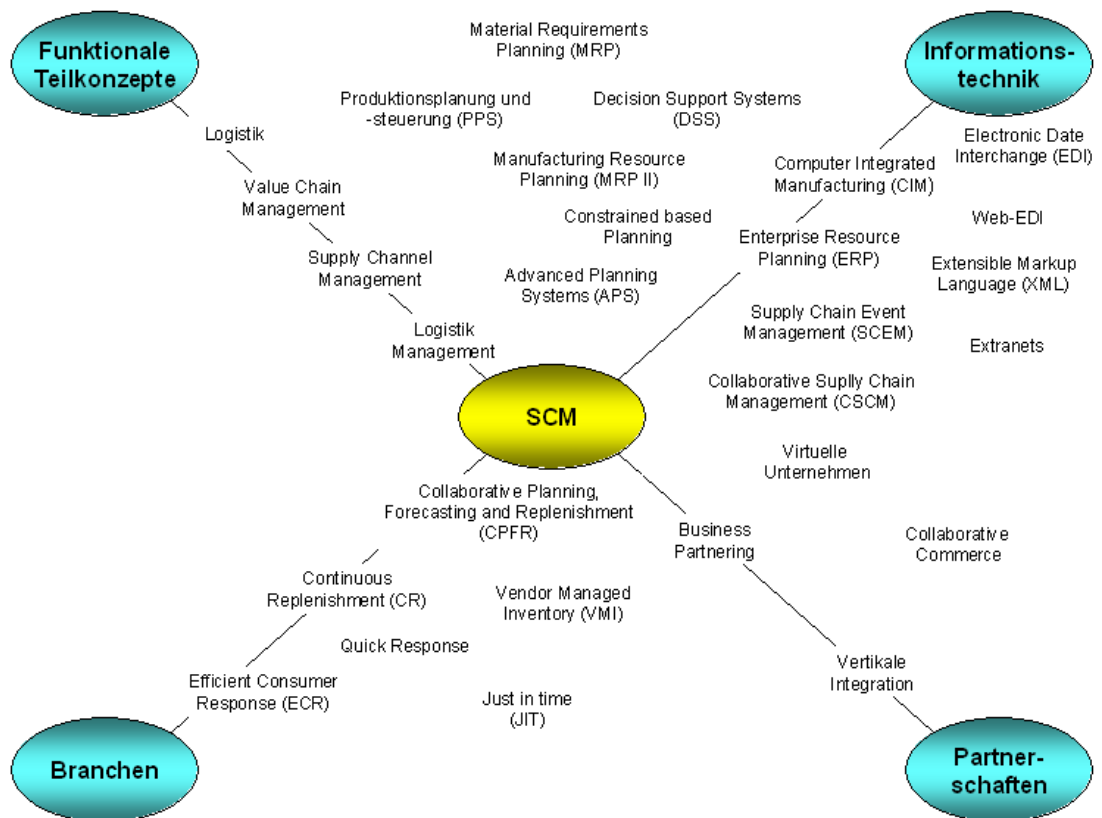 Funktionale
Teilkonzepte
Material Requirements
Planning (MRP)
Informations-
technik
Produktionsplanung und
-steuerung (PPS)
Decision Support Systems
(DSS)
Logistik
Electronic Date
Interchange (EDI)
Manufacturing Resource
Planning (MRP II)
Computer Integrated
Manufacturing (CIM)
Value Chain
Management
Constrained based
Planning
Web-EDI
Enterprise Resource
Planning (ERP)
Supply Channel
Management
Extensible Markup
Language (XML)
Advanced Planning
Systems (APS)
Supply Chain Event
Management (SCEM)
Logistik
Management
Extranets
Collaborative Suplly Chain
Management (CSCM)
SCM
Virtuelle
Unternehmen
Collaborative Planning,
Forecasting and Replenishment
(CPFR)
Business
Partnering
Collaborative
Commerce
Continuous
Replenishment (CR)
Vendor Managed
Inventory (VMI)
Quick Response
Vertikale
Integration
Efficient Consumer
Response (ECR)
Just in time
(JIT)
Branchen
Partner-
schaften